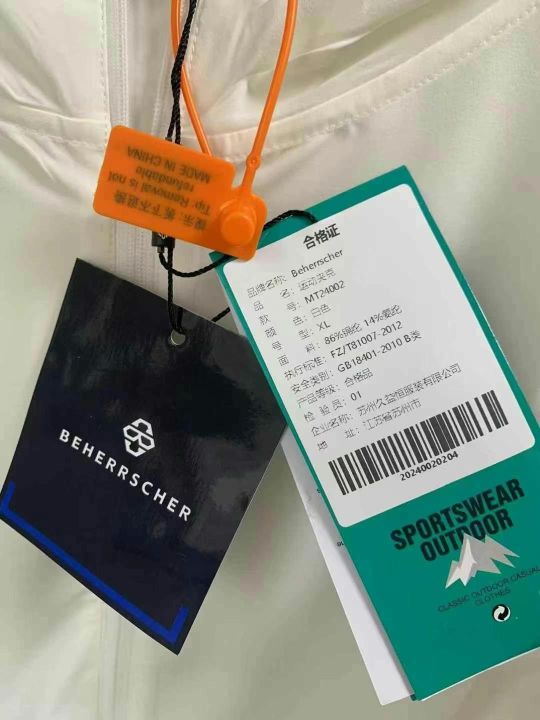 提示:撕下不退换
Tip: Removal is not
refundable
MADE IN CHINA
合格证
品牌名称: Beherrscher
品 名: 运动夹克
款 号: MT24002
颜 色: 白色
型 号: XL
面 料: 86%锦纶 14%氨纶
执行标准: FZ/T81007-2012
安全类别: GB18401-2010 B类
产品等级: 合格品
检 验 员: 01
企业名称: 苏州久益恒服装有限公司
地 址: 江苏省苏州市
20240020204
BEHERRSCHER
SPORTSWEAR
OUTDOOR
CLASSIC OUTDOOR CASUAL
CLOTHES